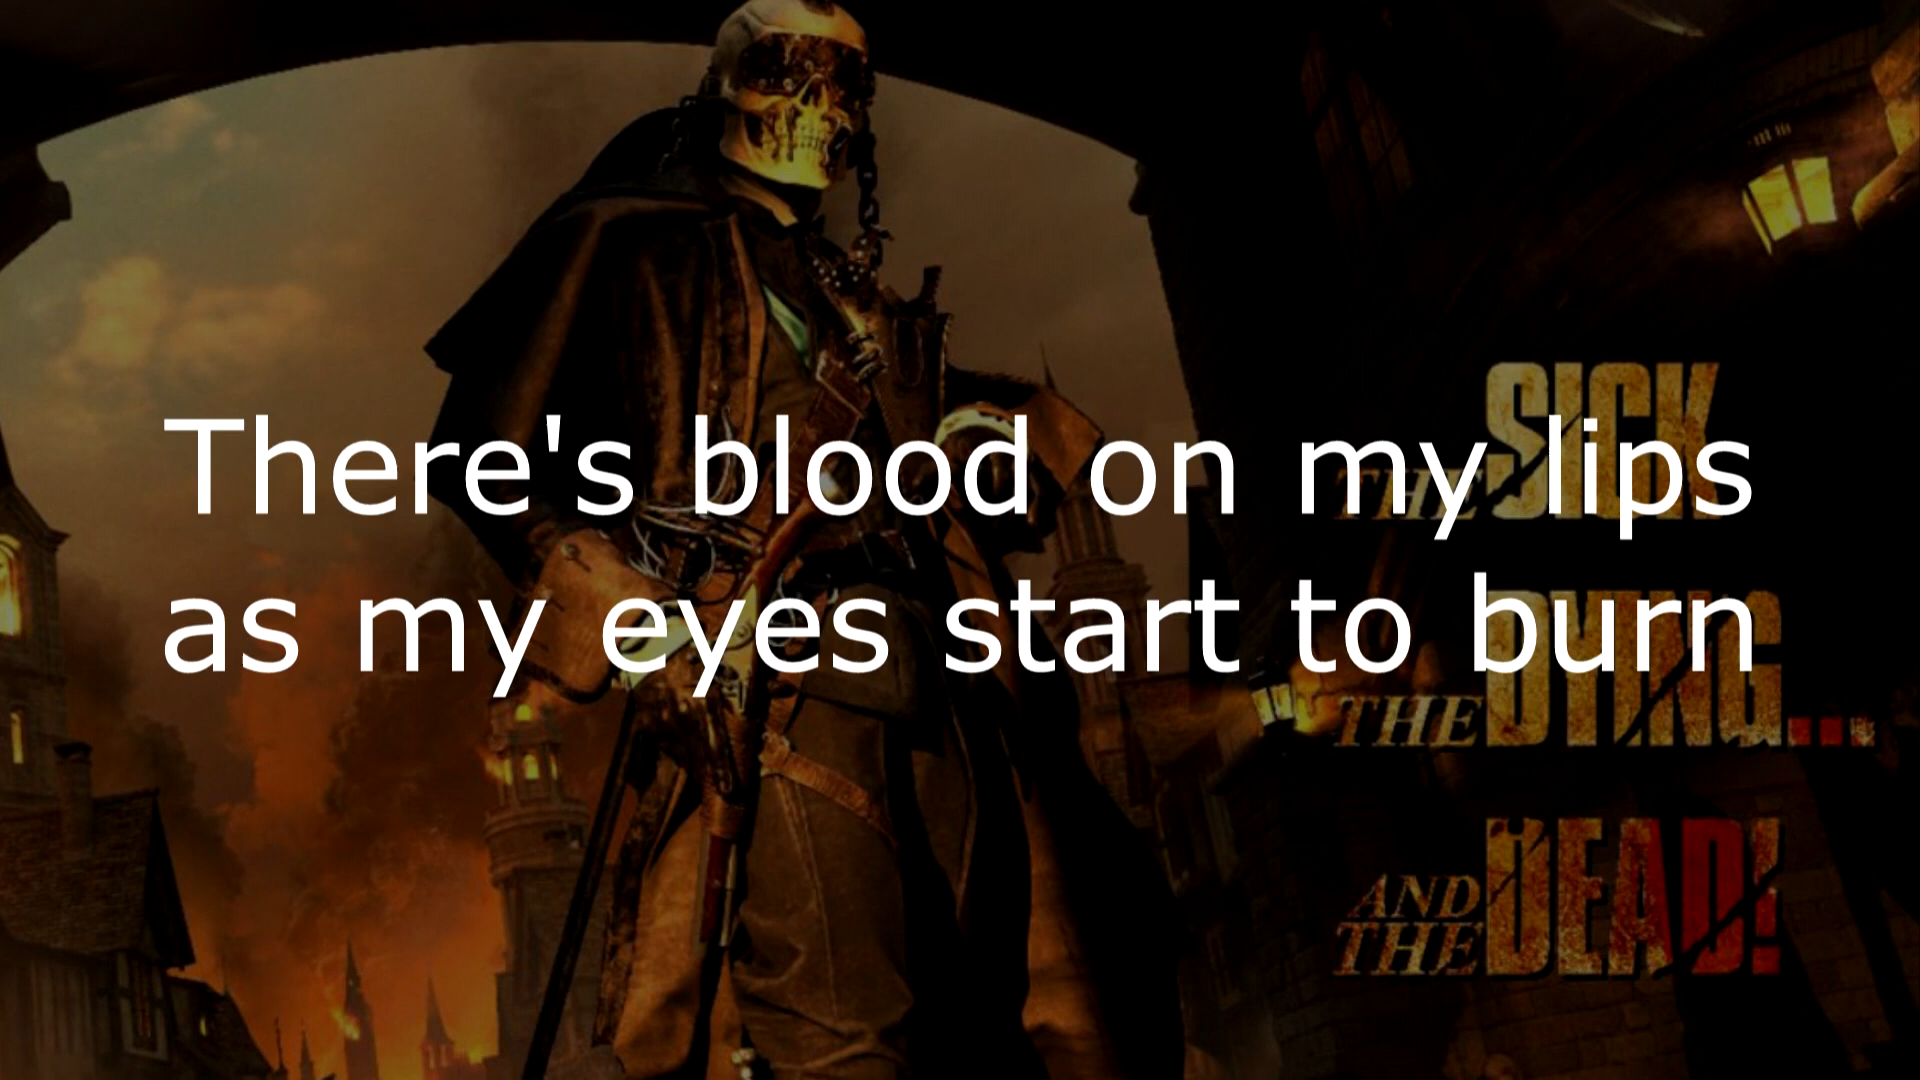 There's blood on my lips
as my eyes start to burn
THE SICK
THE DYING...
AND
THE DEAD!